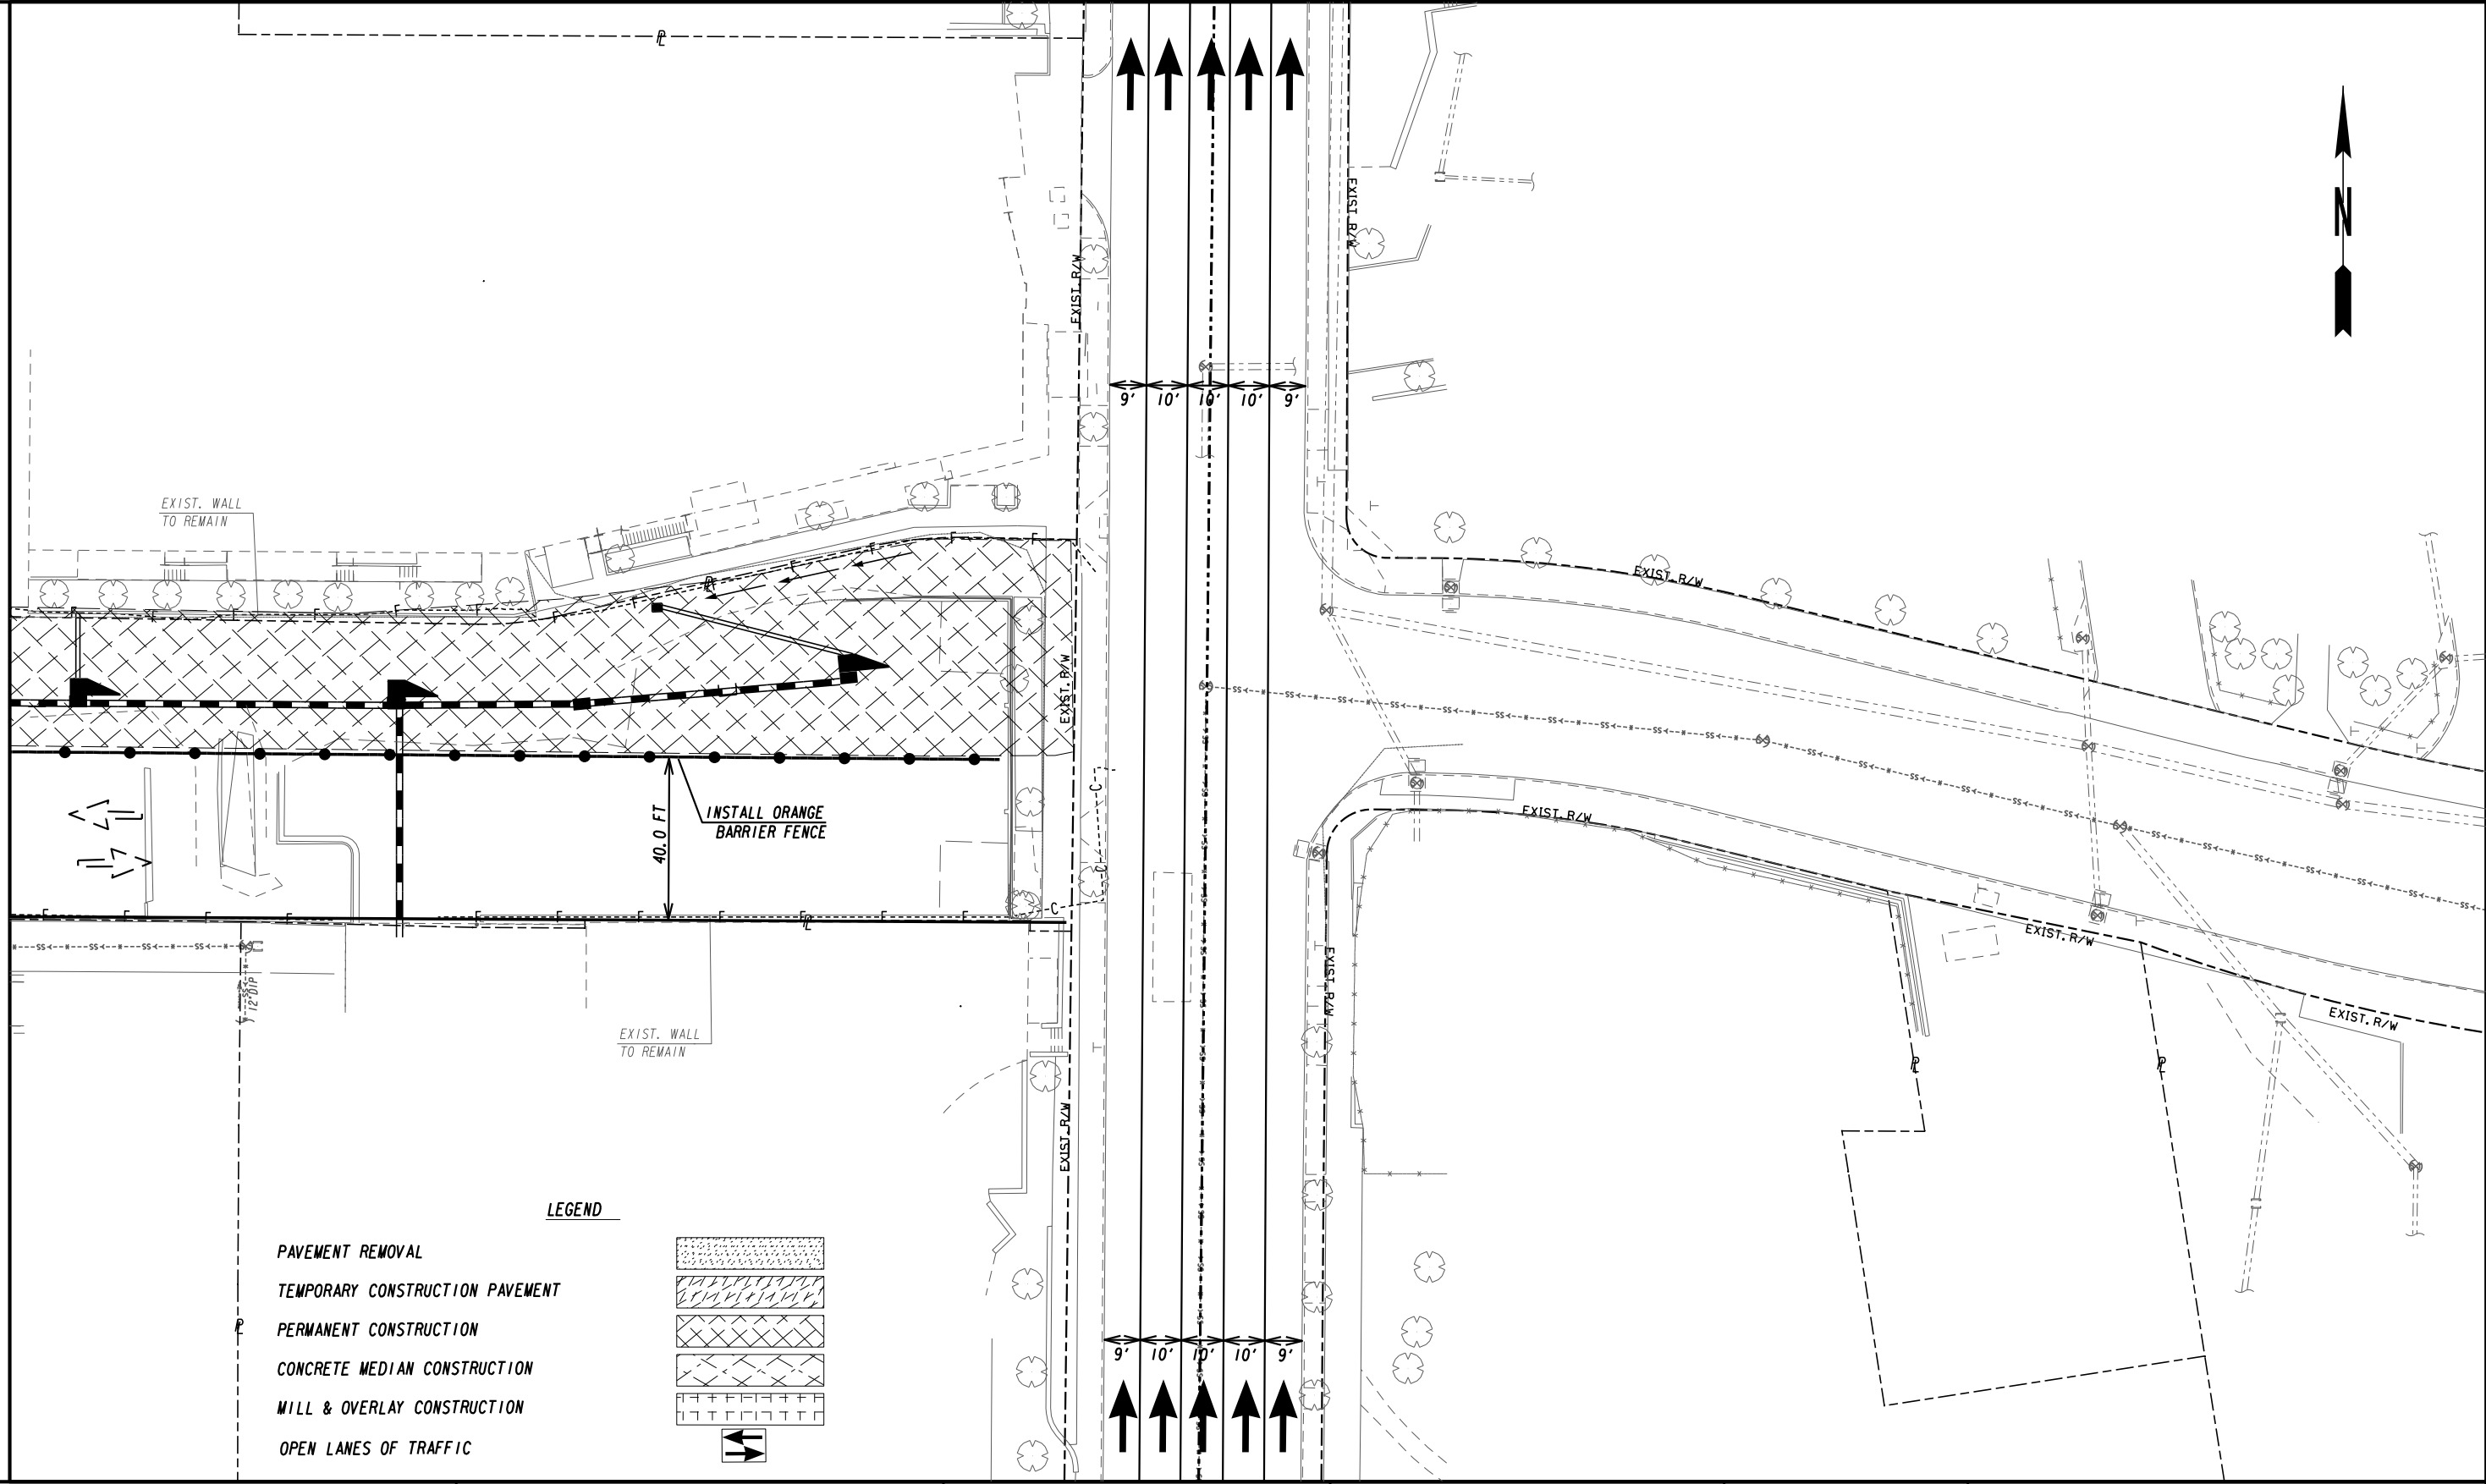 EXIST. R/W
EXIST. R/W
N
9' 10' 10' 10' 9'
EXIST. WALL
TO REMAIN
EXIST. R/W
EXIST. R/W
40.0 FT
INSTALL ORANGE
BARRIER FENCE
EXIST. R/W
EXIST. R/W
EXIST. R/W
EXIST. R/W
12" DIP
EXIST. WALL
TO REMAIN
EXIST. R/W
LEGEND
PAVEMENT REMOVAL
TEMPORARY CONSTRUCTION PAVEMENT
PERMANENT CONSTRUCTION
CONCRETE MEDIAN CONSTRUCTION
MILL & OVERLAY CONSTRUCTION
OPEN LANES OF TRAFFIC
9' 10' 10' 10' 9'